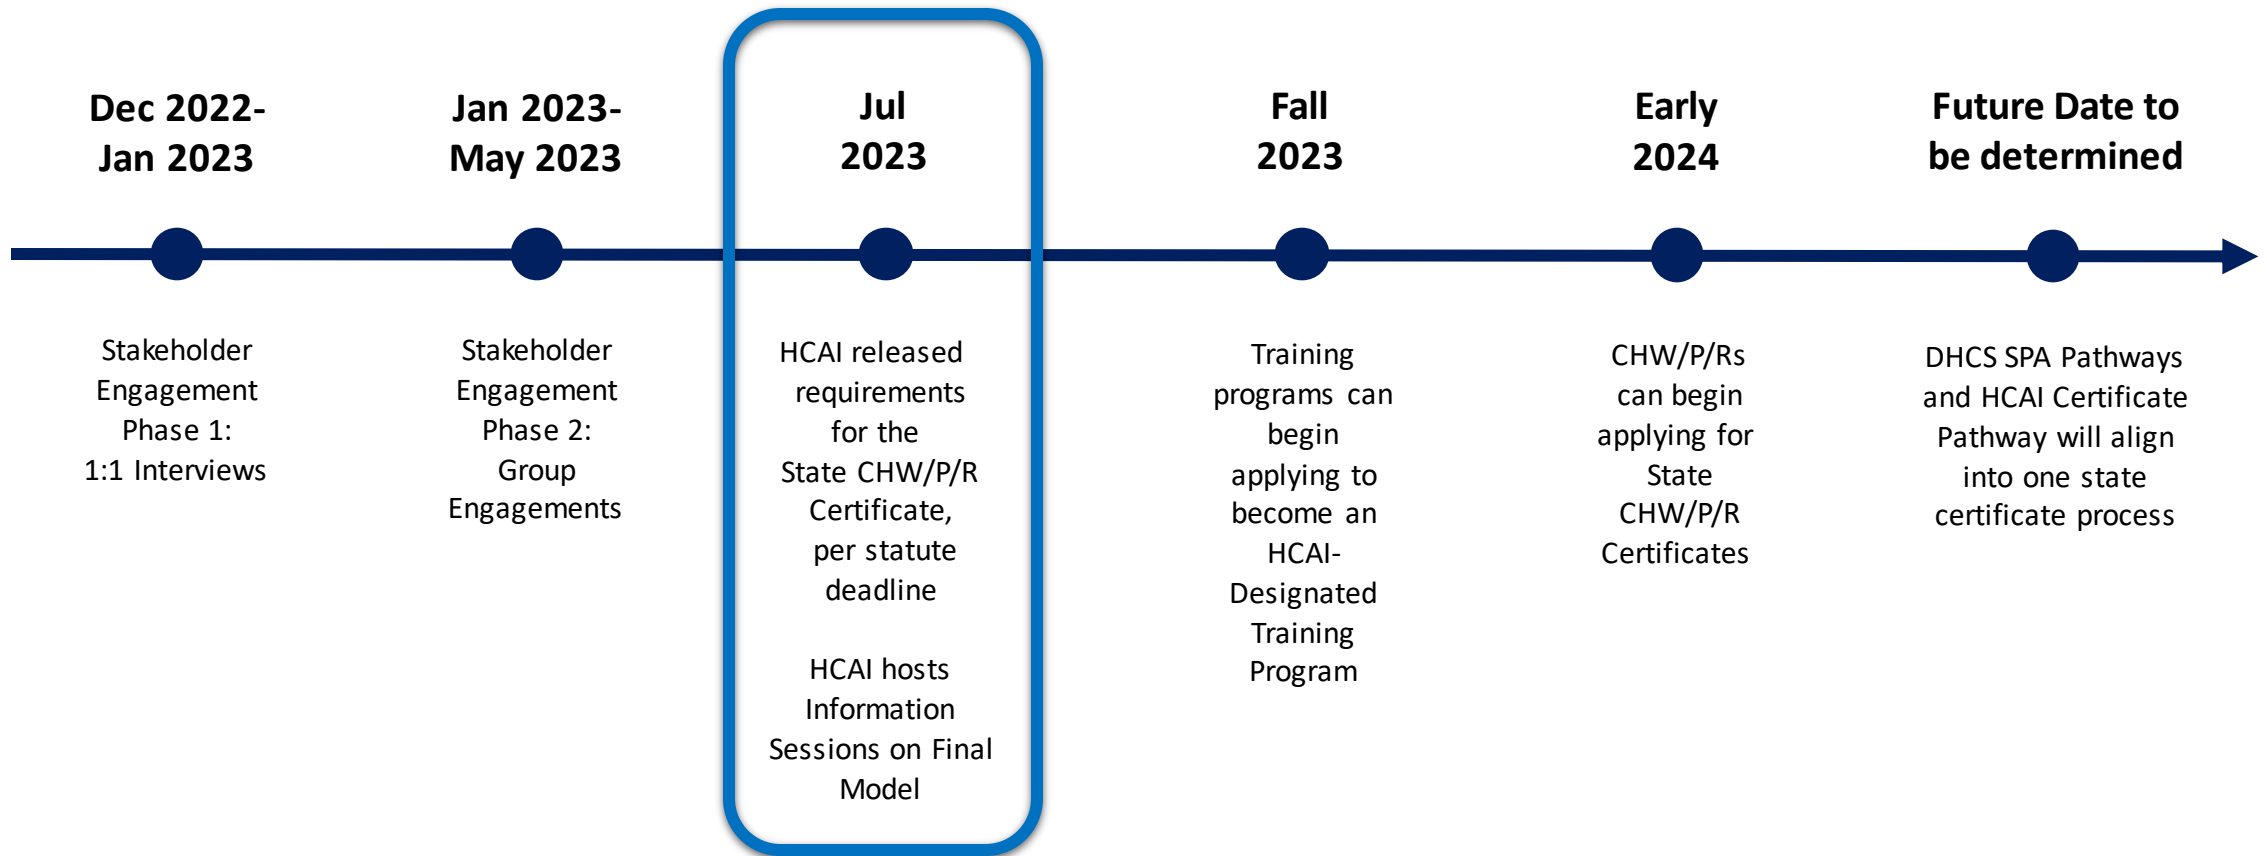 Dec 2022-
Jan 2023
Stakeholder
Engagement
Phase 1:
1:1 Interviews
Jan 2023-
May 2023
Stakeholder
Engagement
Phase 2:
Group
Engagements
Jul
2023
HCAI released
requirements
for the
State CHW/P/R
Certificate,
per statute
deadline
HCAI hosts
Information
Sessions on Final
Model
Fall
2023
Training
programs can
begin
applying to
become an
HCAI-
Designated
Training
Program
Early
2024
CHW/P/Rs
can begin
applying for
State
CHW/P/R
Certificates
Future Date to
be determined
DHCS SPA Pathways
and HCAI Certificate
Pathway will align
into one state
certificate process